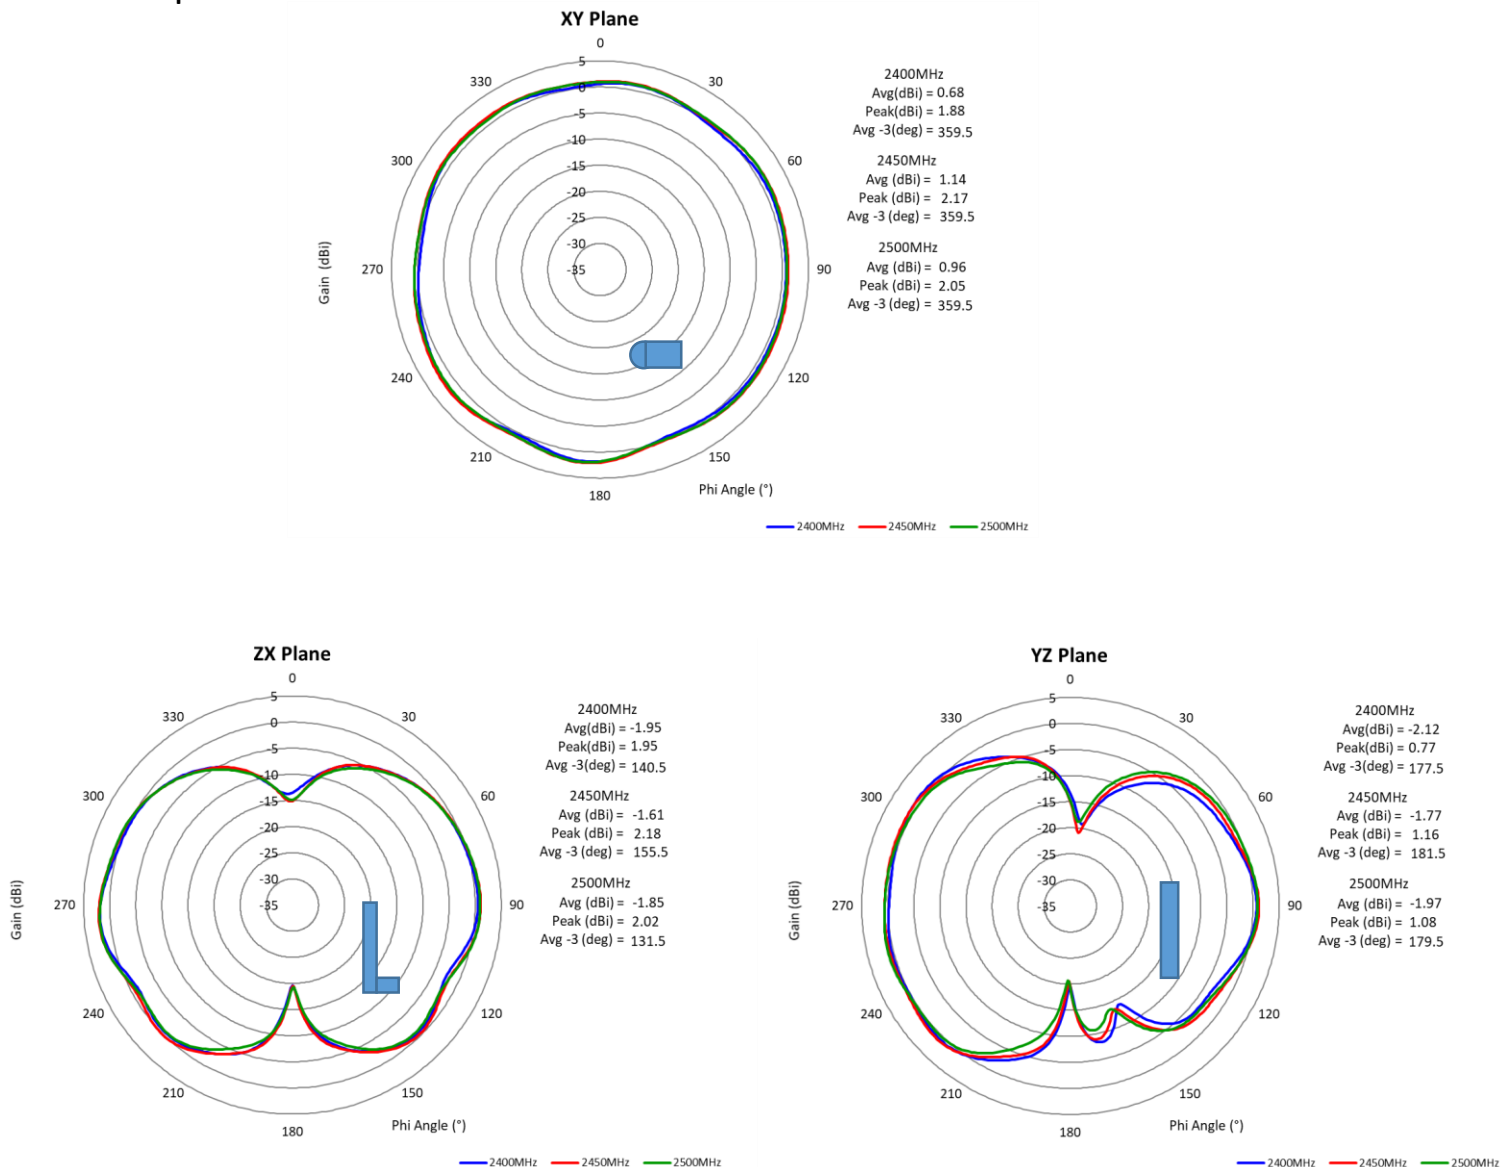 XY Plane
0
5
330
30
0
-5
-10
300
60
-15
-20
-25
-30
270
-35
90
Gain (dBi)
240
120
210
150
180
Phi Angle (°)
2400MHz
Avg(dBi) = 0.68
Peak(dBi) = 1.88
Avg -3(deg) = 359.5
2450MHz
Avg (dBi) = 1.14
Peak (dBi) = 2.17
Avg -3 (deg) = 359.5
2500MHz
Avg (dBi) = 0.96
Peak (dBi) = 2.05
Avg -3 (deg) = 359.5
2400MHz 2450MHz 2500MHz
ZX Plane
0
5
330
30
0
-5
-10
300
60
-15
-20
-25
-30
270
-35
90
Gain (dBi)
240
120
210
150
180
Phi Angle (°)
2400MHz
Avg(dBi) = -1.95
Peak(dBi) = 1.95
Avg -3(deg) = 140.5
2450MHz
Avg (dBi) = -1.61
Peak (dBi) = 2.18
Avg -3 (deg) = 155.5
2500MHz
Avg (dBi) = -1.85
Peak (dBi) = 2.02
Avg -3 (deg) = 131.5
2400MHz 2450MHz 2500MHz
YZ Plane
0
5
330
30
0
-5
-10
300
60
-15
-20
-25
-30
270
-35
90
Gain (dBi)
240
120
210
150
180
Phi Angle (°)
2400MHz
Avg(dBi) = -2.12
Peak(dBi) = 0.77
Avg -3(deg) = 177.5
2450MHz
Avg (dBi) = -1.77
Peak (dBi) = 1.16
Avg -3 (deg) = 181.5
2500MHz
Avg (dBi) = -1.97
Peak (dBi) = 1.08
Avg -3 (deg) = 179.5
2400MHz 2450MHz 2500MHz